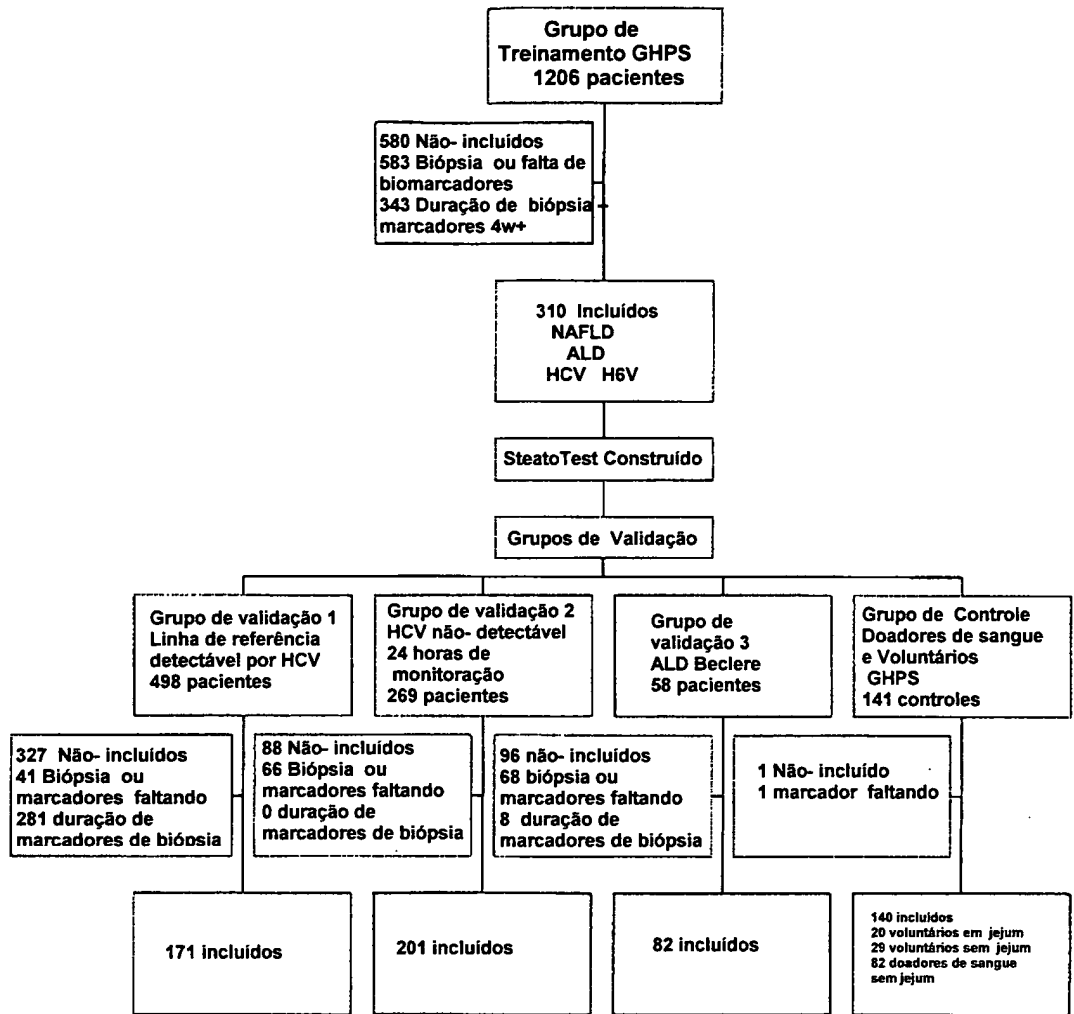 Grupo de
Treinamento GHPS
1206 pacientes
580 Não- incluídos
583 Biópsia ou falta de
biomarcadores
343 Duração de biópsia
marcadores 4w+
310 Incluídos
NAFLD
ALD
HCV H6V
SteatoTest Construído
Grupos de Validação
Grupo de validação 1
Linha de referência
detectável por HCV
498 pacientes
Grupo de validação 2
HCV não- detectável
24 horas de
monitoração
269 pacientes
Grupo de
validação 3
ALD Beclere
58 pacientes
Grupo de Controle
Doadores de sangue
e Voluntários
GHPS
141 controles
327 Não- incluídos
41 Biópsia ou
marcadores faltando
281 duração de
marcadores de biópsia
88 Não- incluídos
66 Biópsia ou
marcadores faltando
0 duração de
marcadores de biópsia
96 não- incluídos
68 biópsia ou
marcadores faltando
8 duração de
marcadores de biópsia
1 Não- incluído
1 marcador faltando
171 incluídos
201 incluídos
82 incluídos
140 incluidos
20 voluntários em jejum
29 voluntários sem jejum
82 doadores de sangue
sem jejum